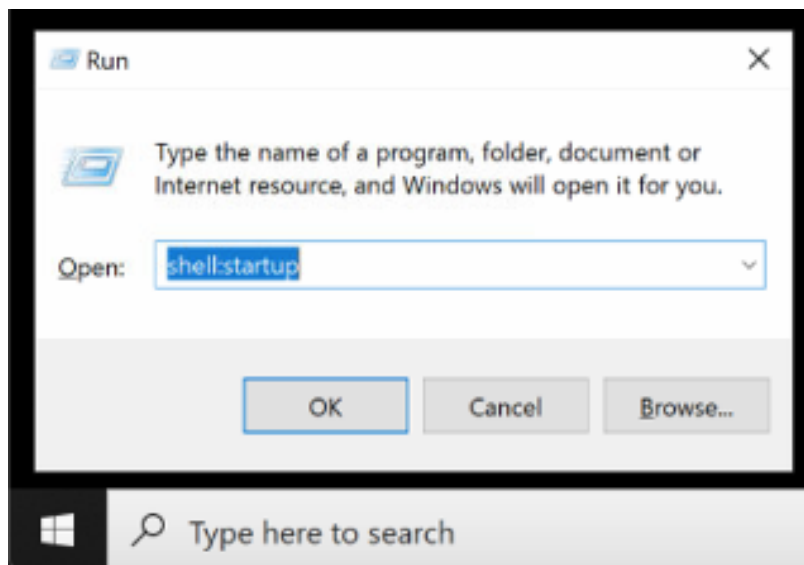 Run
Type the name of a program, folder, document or
Internet resource, and Windows will open it for you.
Open: shell:startup
OK Cancel Browse...
Type here to search